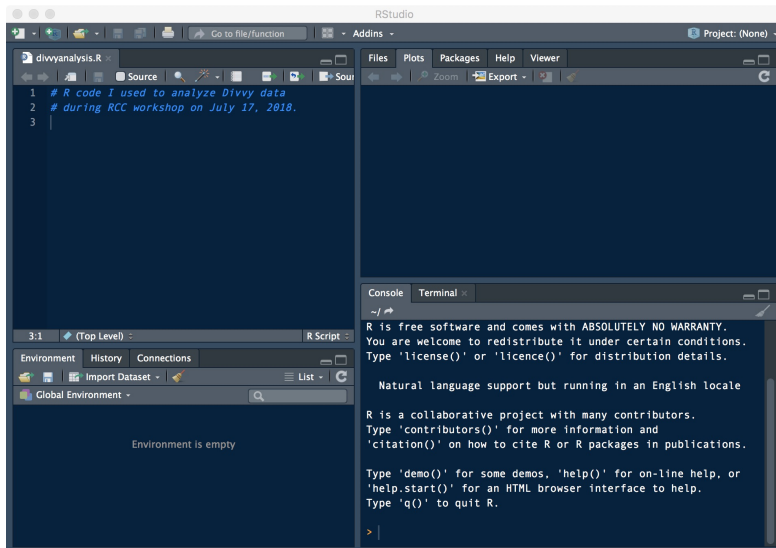 RStudio
Go to file/function
Addins
Project: (None)
divvyanalysis.R
Source
Sour
1 # R code I used to analyze Divvy data
2 # during RCC workshop on July 17, 2018.
3
3:1 (Top Level) R Script
Environment History Connections
Import Dataset List
Global Environment
Environment is empty
Files Plots Packages Help Viewer
Zoom Export
Console Terminal
~/
R is free software and comes with ABSOLUTELY NO WARRANTY.
You are welcome to redistribute it under certain conditions.
Type 'license()' or 'licence()' for distribution details.
Natural language support but running in an English locale
R is a collaborative project with many contributors.
Type 'contributors()' for more information and
'citation()' on how to cite R or R packages in publications.
Type 'demo()' for some demos, 'help()' for on-line help, or
'help.start()' for an HTML browser interface to help.
Type 'q()' to quit R.
>